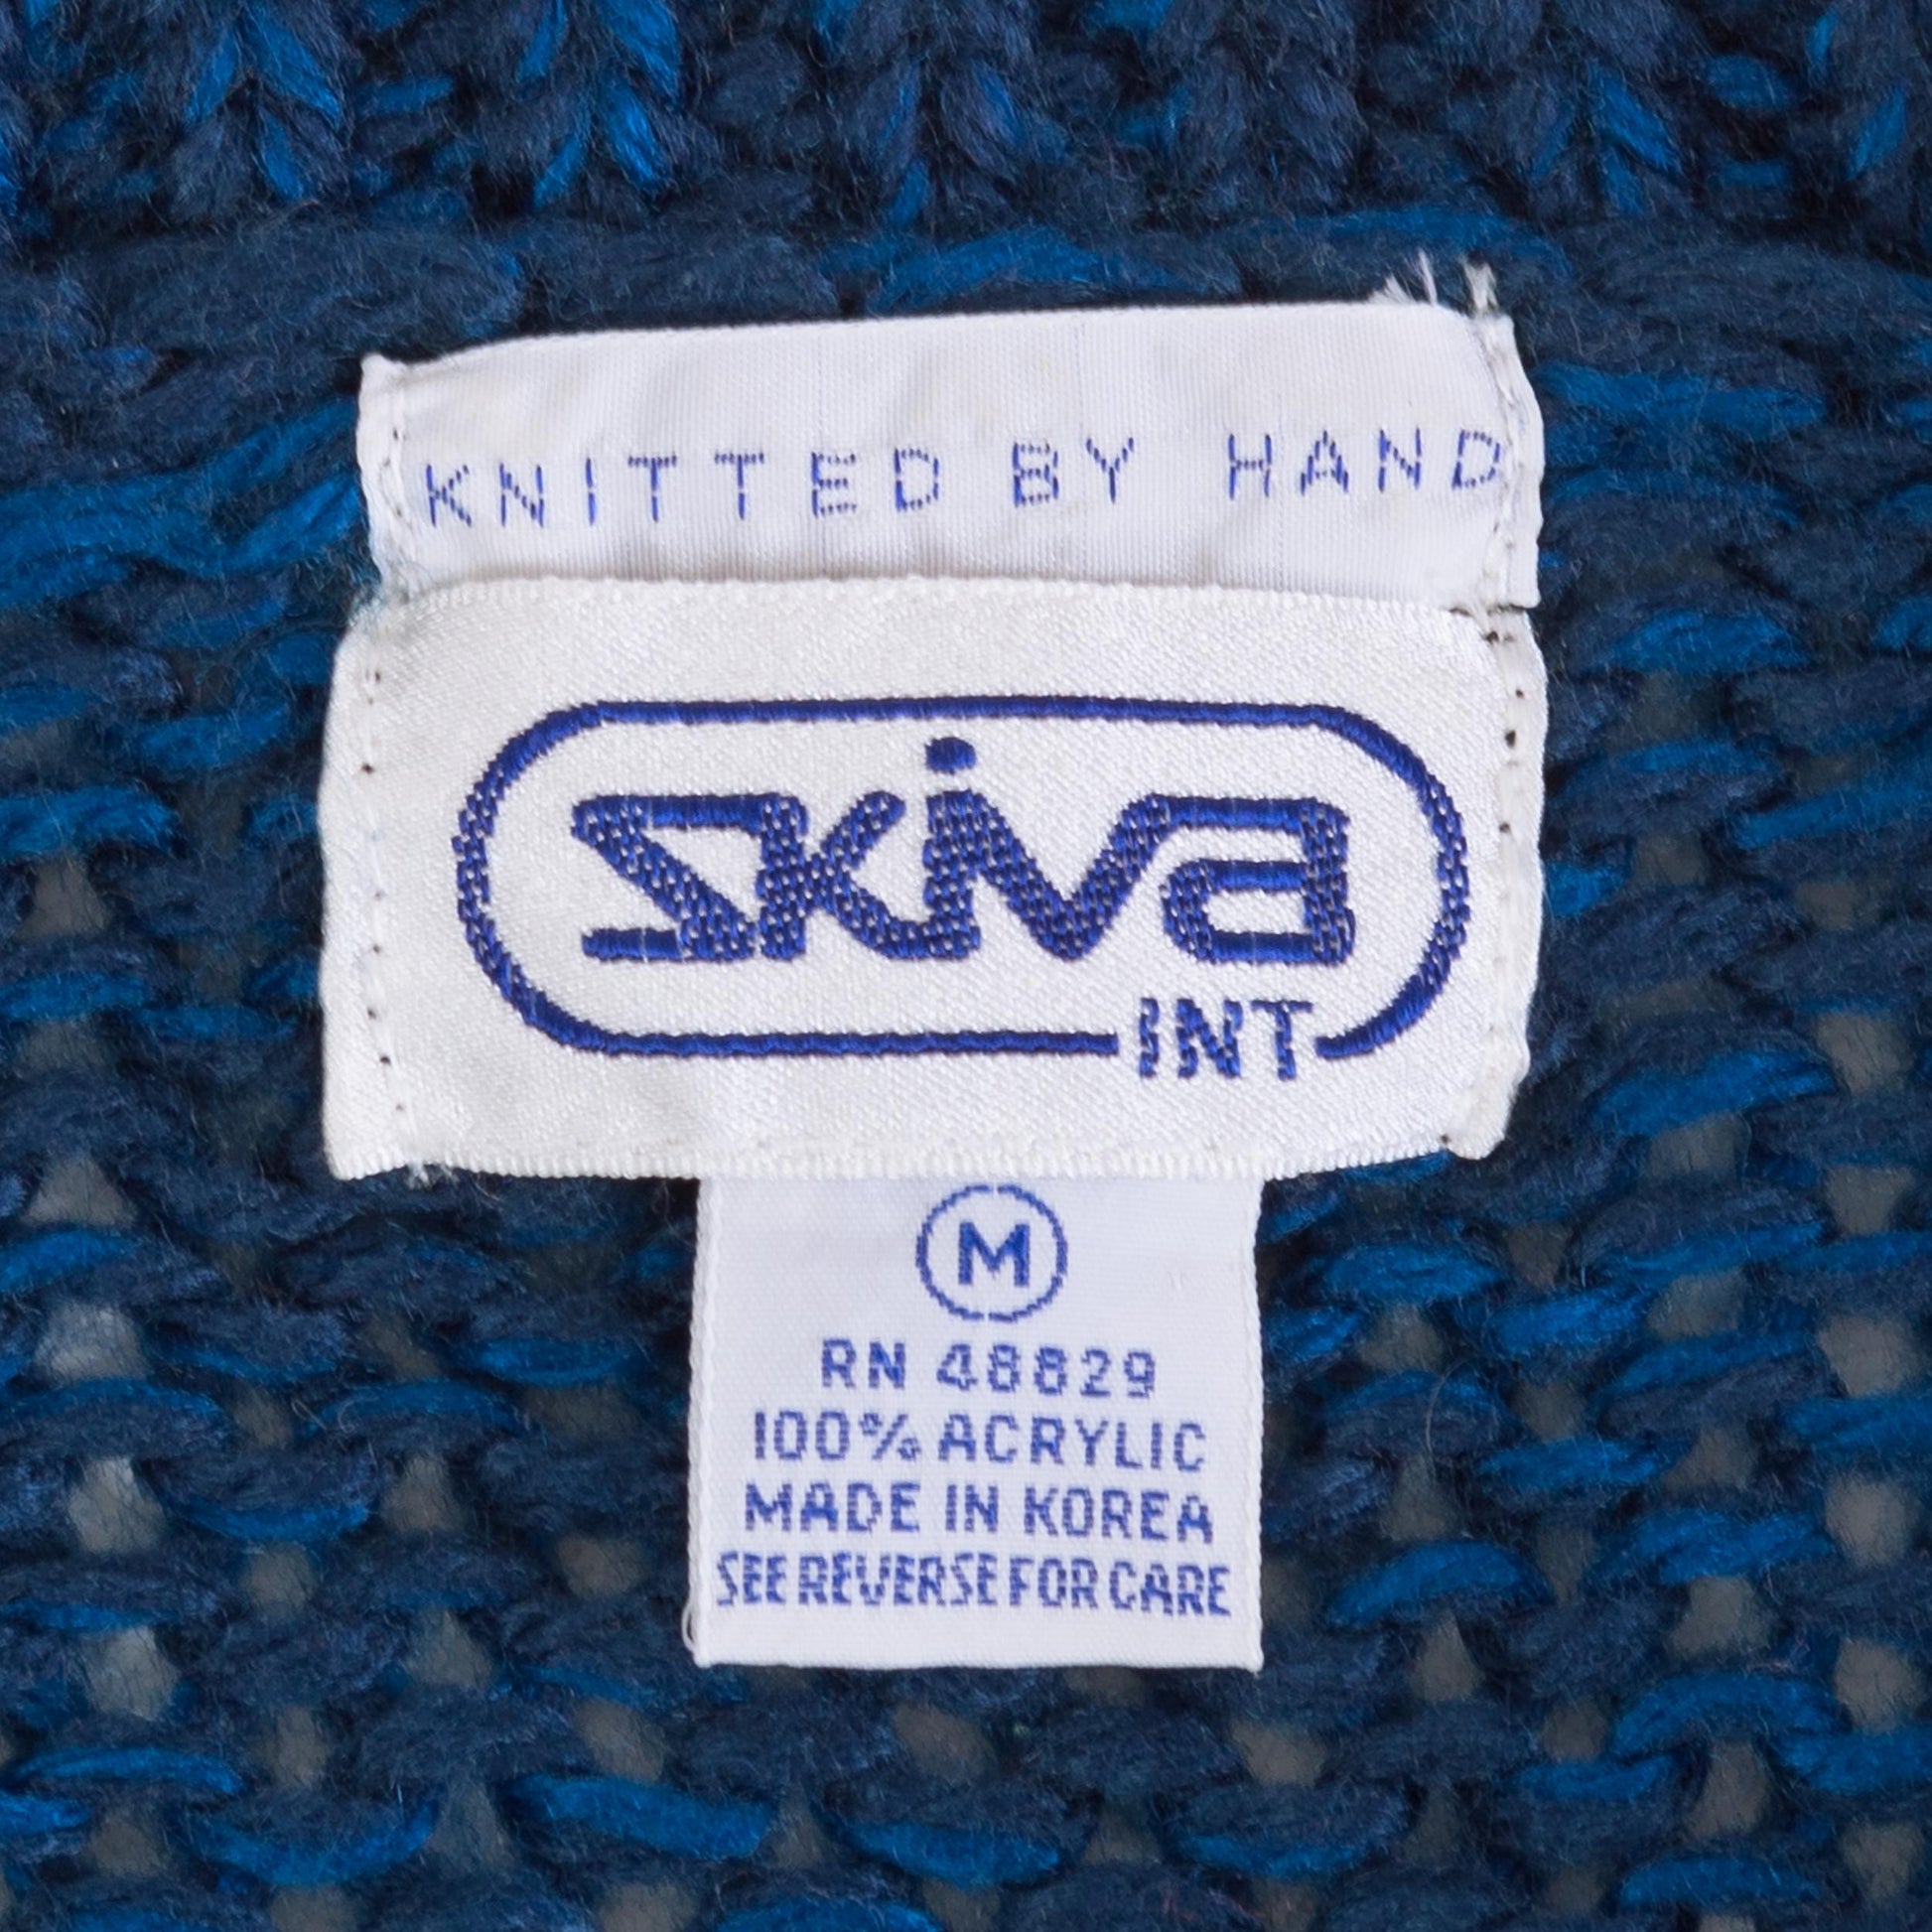 KNITTED BY HAND
skiva
INT
M
RN 48829
100% ACRYLIC
MADE IN KOREA
SEE REVERSE FOR CARE